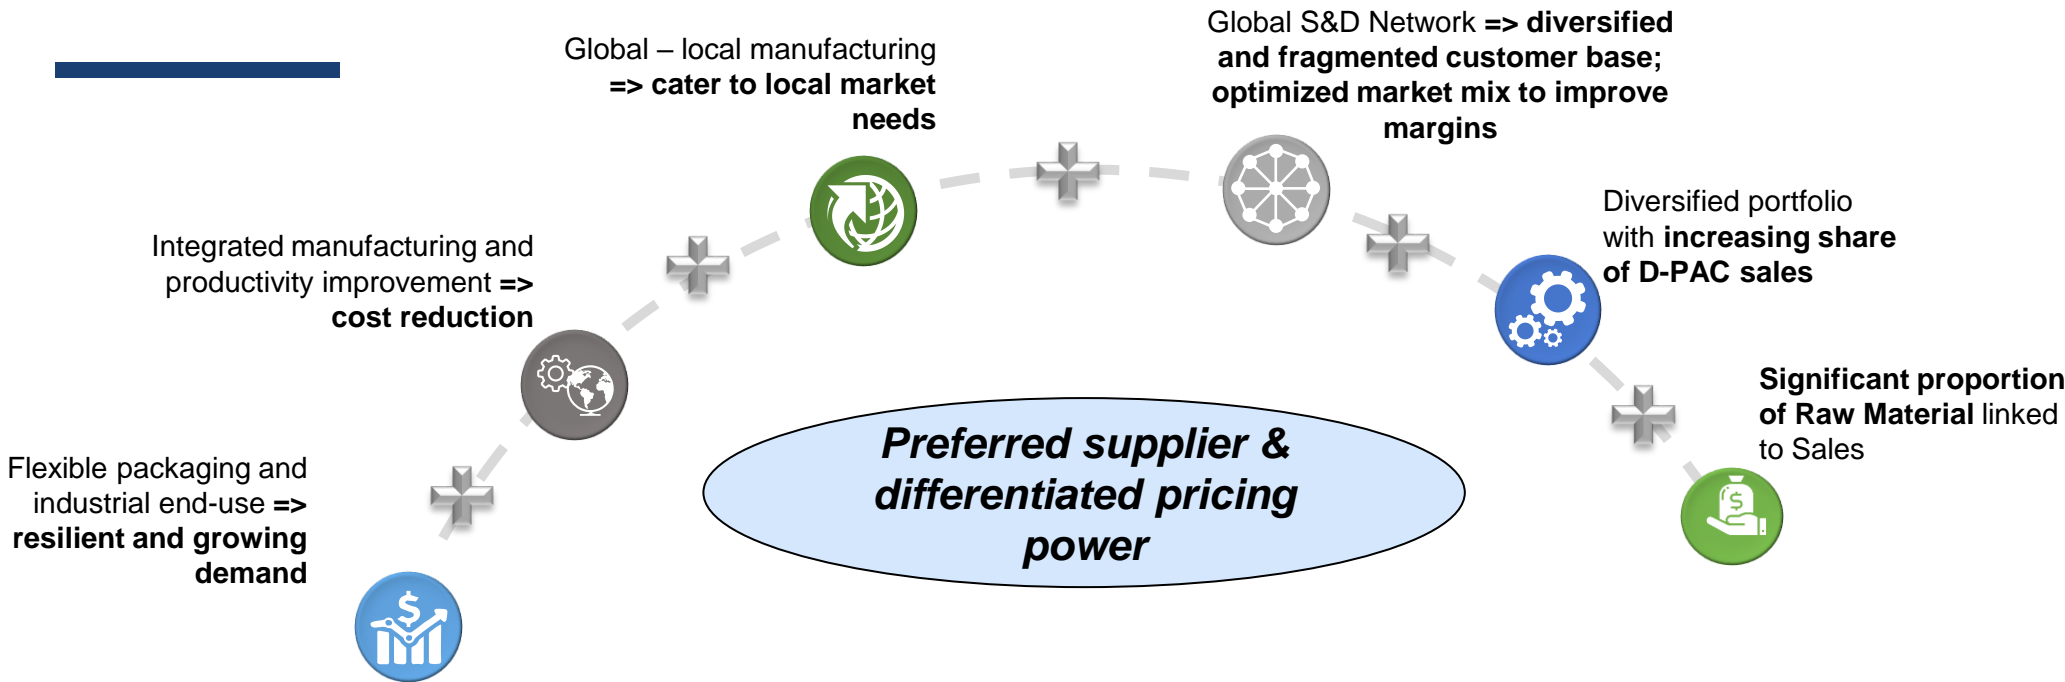 Flexible packaging and
industrial end-use =>
resilient and growing
demand
Integrated manufacturing and
productivity improvement =>
cost reduction
Global – local manufacturing
=> cater to local market
needs
Global S&D Network => diversified
and fragmented customer base;
optimized market mix to improve
margins
Diversified portfolio
with increasing share
of D-PAC sales
Significant proportion
of Raw Material linked
to Sales
Preferred supplier &
differentiated pricing
power
$
$